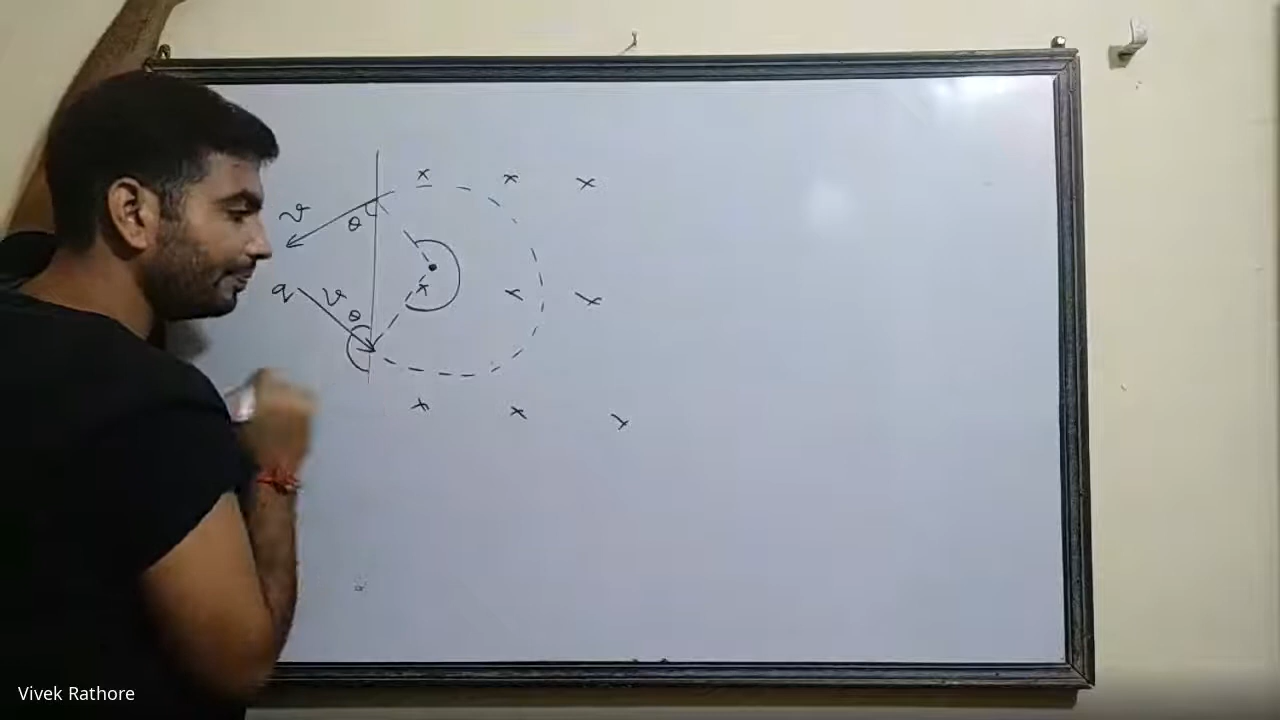 x x x
v θ
q v θ x x x
x x x
Vivek Rathore